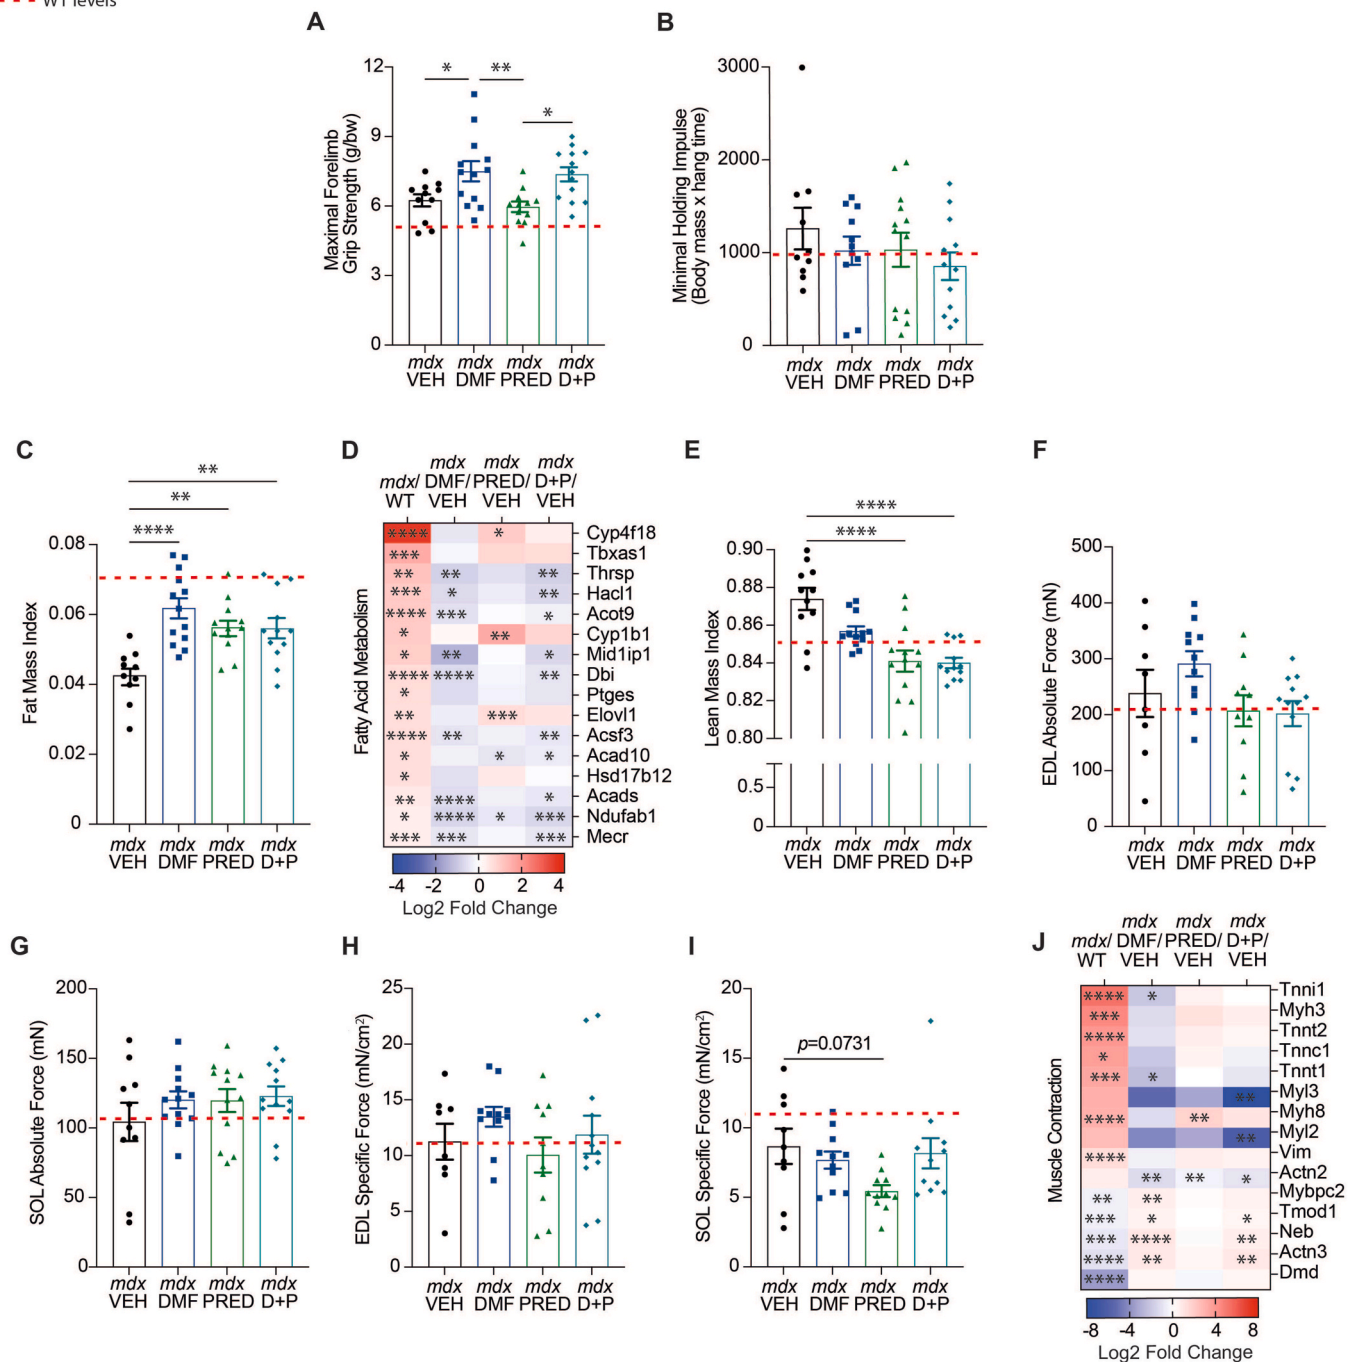 WT levels
A
Maximal Forelimb
Grip Strength (g/bw)
12
9
6
3
0
*
**
*
mdx mdx mdx mdx
VEH DMF PRED D+P
B
Minimal Holding Impulse
(Body mass x hang time)
3000
2000
1000
0
mdx mdx mdx mdx
VEH DMF PRED D+P
C
Fat Mass Index
0.08
0.06
0.04
0.02
0
**
**
****
mdx mdx mdx mdx
VEH DMF PRED D+P
D
mdx mdx mdx
mdx/ DMF/ PRED/ D+P/
WT VEH VEH VEH
Fatty Acid Metabolism
**** * Cyp4f18
*** Tbxas1
** ** ** Thrsp
*** * ** Hacl1
**** *** * Acot9
* ** Cyp1b1
* ** * Mid1ip1
**** **** ** Dbi
* Ptges
** *** Elovl1
**** ** ** Acsf3
* * * Acad10
* Hsd17b12
** **** * Acads
* **** * *** Ndufab1
*** *** *** Mecr
-4 -2 0 2 4
Log2 Fold Change
E
Lean Mass Index
0.90
0.88
0.86
0.84
0.82
0.80
0.5
0
****
****
mdx mdx mdx mdx
VEH DMF PRED D+P
F
EDL Absolute Force (mN)
500
400
300
200
100
0
mdx mdx mdx mdx
VEH DMF PRED D+P
G
SOL Absolute Force (mN)
200
150
100
50
0
mdx mdx mdx mdx
VEH DMF PRED D+P
H
EDL Specific Force (mN/cm²)
25
20
15
10
5
0
mdx mdx mdx mdx
VEH DMF PRED D+P
I
SOL Specific Force (mN/cm²)
20
15
10
5
0
p=0.0731
mdx mdx mdx mdx
VEH DMF PRED D+P
J
mdx mdx mdx
mdx/ DMF/ PRED/ D+P/
WT VEH VEH VEH
Muscle Contraction
**** * Tnni1
*** Myh3
**** Tnnt2
* Tnnc1
*** * Tnnt1
** Myl3
**** ** Myh8
** Myl2
**** Vim
** ** * Actn2
** ** Mybpc2
*** * * Tmod1
*** **** ** Neb
**** ** ** Actn3
**** Dmd
-8 -4 0 4 8
Log2 Fold Change